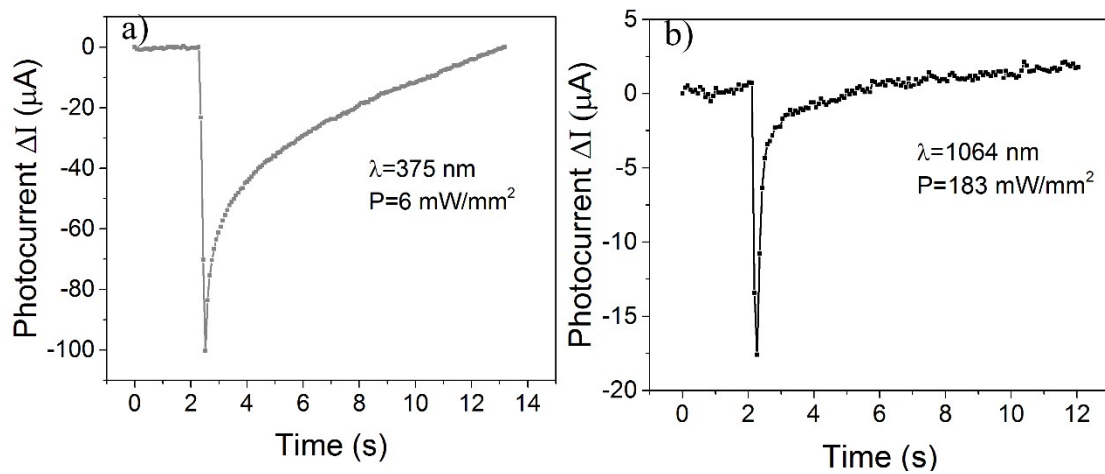 a)
Photocurrent ΔI (μA)
0
-20
-40
-60
-80
-100
λ=375 nm
P=6 mW/mm²
0 2 4 6 8 10 12 14
Time (s)
b)
Photocurrent ΔI (μA)
5
0
-5
-10
-15
-20
λ=1064 nm
P=183 mW/mm²
0 2 4 6 8 10 12
Time (s)